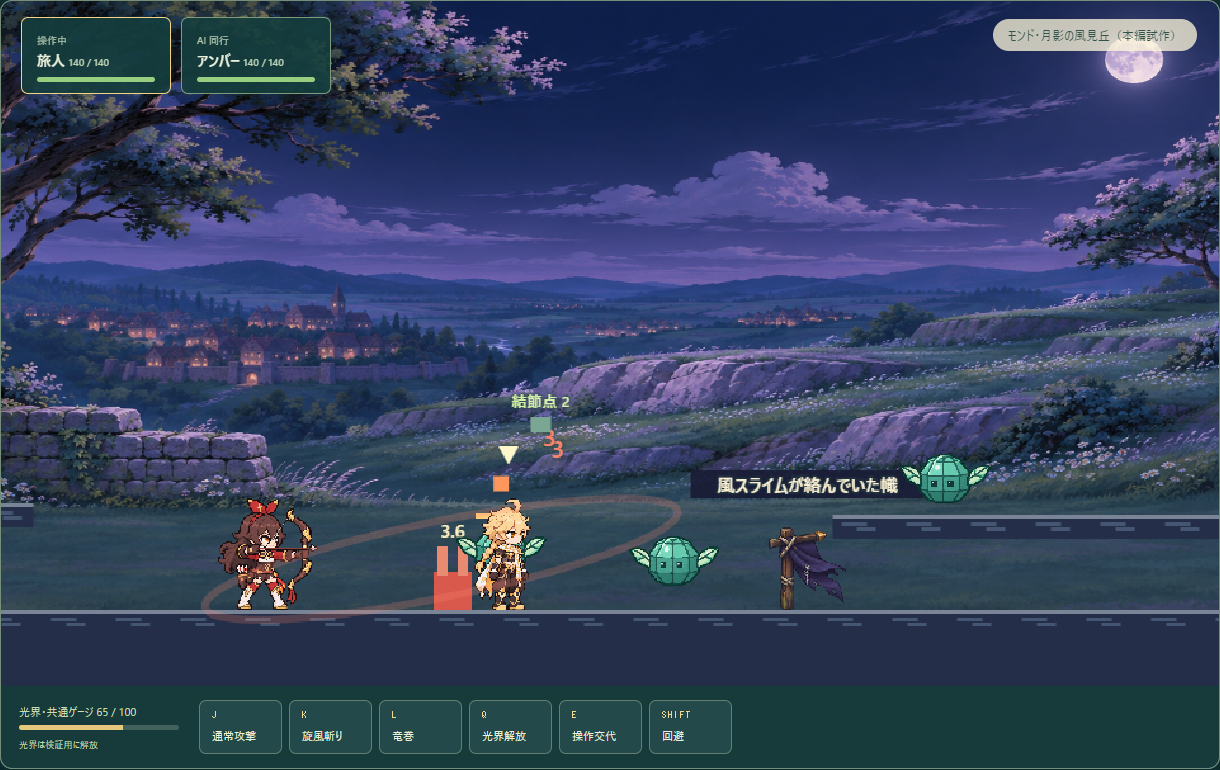 操作中
旅人 140 / 140
AI 同行
アンバー 140 / 140
モンド・月影の風見丘（本編試作）
結節点 2
3
3
風スライムが絡んでいた幟
3.6
光界・共通ゲージ 65 / 100
光界は検証用に解放
J
通常攻撃
K
旋風斬り
L
竜巻
Q
光界解放
E
操作交代
SHIFT
回避